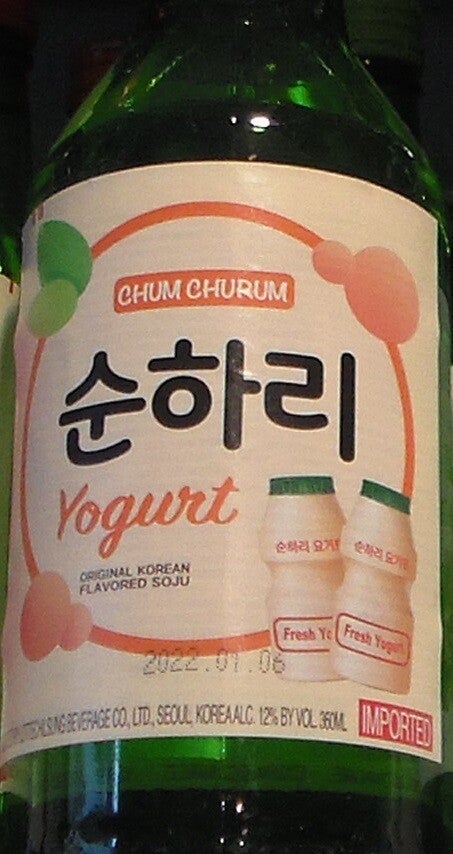 CHUM CHURUM
순하리
Yogurt
ORIGINAL KOREAN
FLAVORED SOJU
순하리 요거트
순하리 요거트
Fresh Yo
Fresh Yogurt
2022.01.06
CHILSUNG BEVERAGE CO., LTD., SEOUL, KOREA ALC. 12% BY VOL. 360ML
IMPORTED